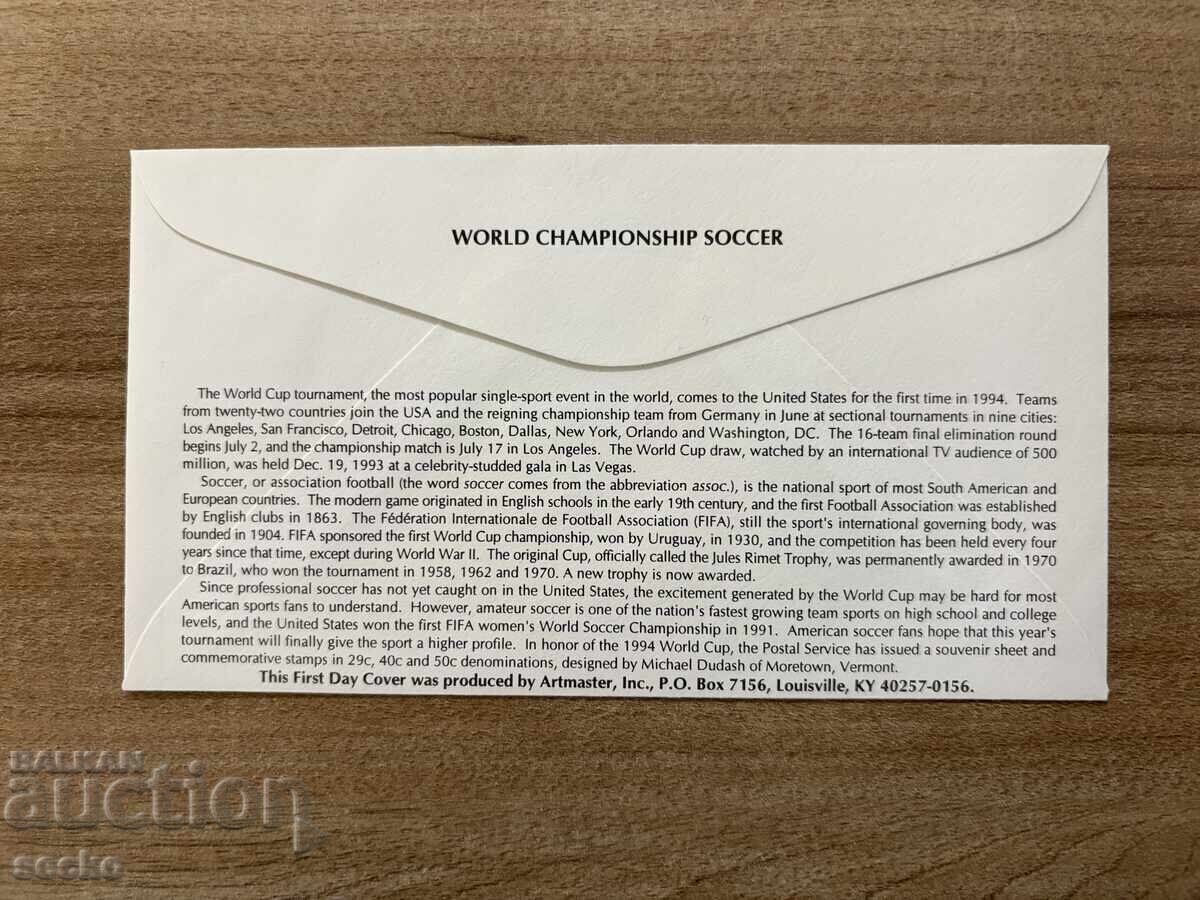 WORLD CHAMPIONSHIP SOCCER
The World Cup tournament, the most popular single-sport event in the world, comes to the United States for the first time in 1994. Teams
from twenty-two countries join the USA and the reigning championship team from Germany in June at sectional tournaments in nine cities:
Los Angeles, San Francisco, Detroit, Chicago, Boston, Dallas, New York, Orlando and Washington, DC. The 16-team final elimination round
begins July 2, and the championship match is July 17 in Los Angeles. The World Cup draw, watched by an international TV audience of 500
million, was held Dec. 19, 1993 at a celebrity-studded gala in Las Vegas.
Soccer, or association football (the word soccer comes from the abbreviation assoc.), is the national sport of most South American and
European countries. The modern game originated in English schools in the early 19th century, and the first Football Association was established
by English clubs in 1863. The Fédération Internationale de Football Association (FIFA), still the sport's international governing body, was
founded in 1904. FIFA sponsored the first World Cup championship, won by Uruguay, in 1930, and the competition has been held every four
years since that time, except during World War II. The original Cup, officially called the Jules Rimet Trophy, was permanently awarded in 1970
to Brazil, who won the tournament in 1958, 1962 and 1970. A new trophy is now awarded.
Since professional soccer has not yet caught on in the United States, the excitement generated by the World Cup may be hard for most
American sports fans to understand. However, amateur soccer is one of the nation's fastest growing team sports on high school and college
levels, and the United States won the first FIFA women's World Soccer Championship in 1991. American soccer fans hope that this year's
tournament will finally give the sport a higher profile. In honor of the 1994 World Cup, the Postal Service has issued a souvenir sheet and
commemorative stamps in 29c, 40c and 50c denominations, designed by Michael Dudash of Moretown, Vermont.
This First Day Cover was produced by Artmaster, Inc., P.O. Box 7156, Louisville, KY 40257-0156.
BALKAN
auction
secko